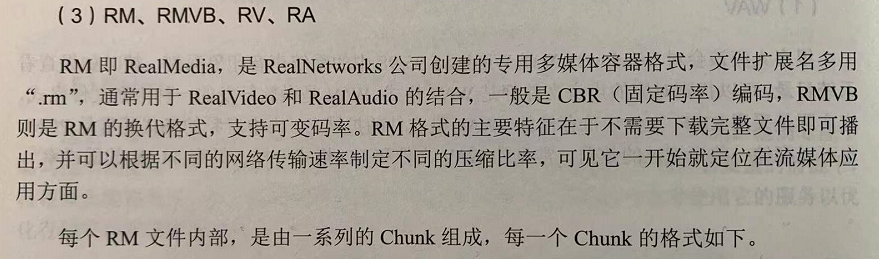 （3）RM、RMVB、RV、RA
RM 即 RealMedia，是 RealNetworks 公司创建的专用多媒体容器格式，文件扩展名多用
“.rm”，通常用于 RealVideo 和 RealAudio 的结合，一般是 CBR（固定码率）编码，RMVB
则是 RM 的换代格式，支持可变码率。RM 格式的主要特征在于不需要下载完整文件即可播
出，并可以根据不同的网络传输速率制定不同的压缩比率，可见它一开始就定位在流媒体应
用方面。
每个 RM 文件内部，是由一系列的 Chunk 组成，每一个 Chunk 的格式如下。